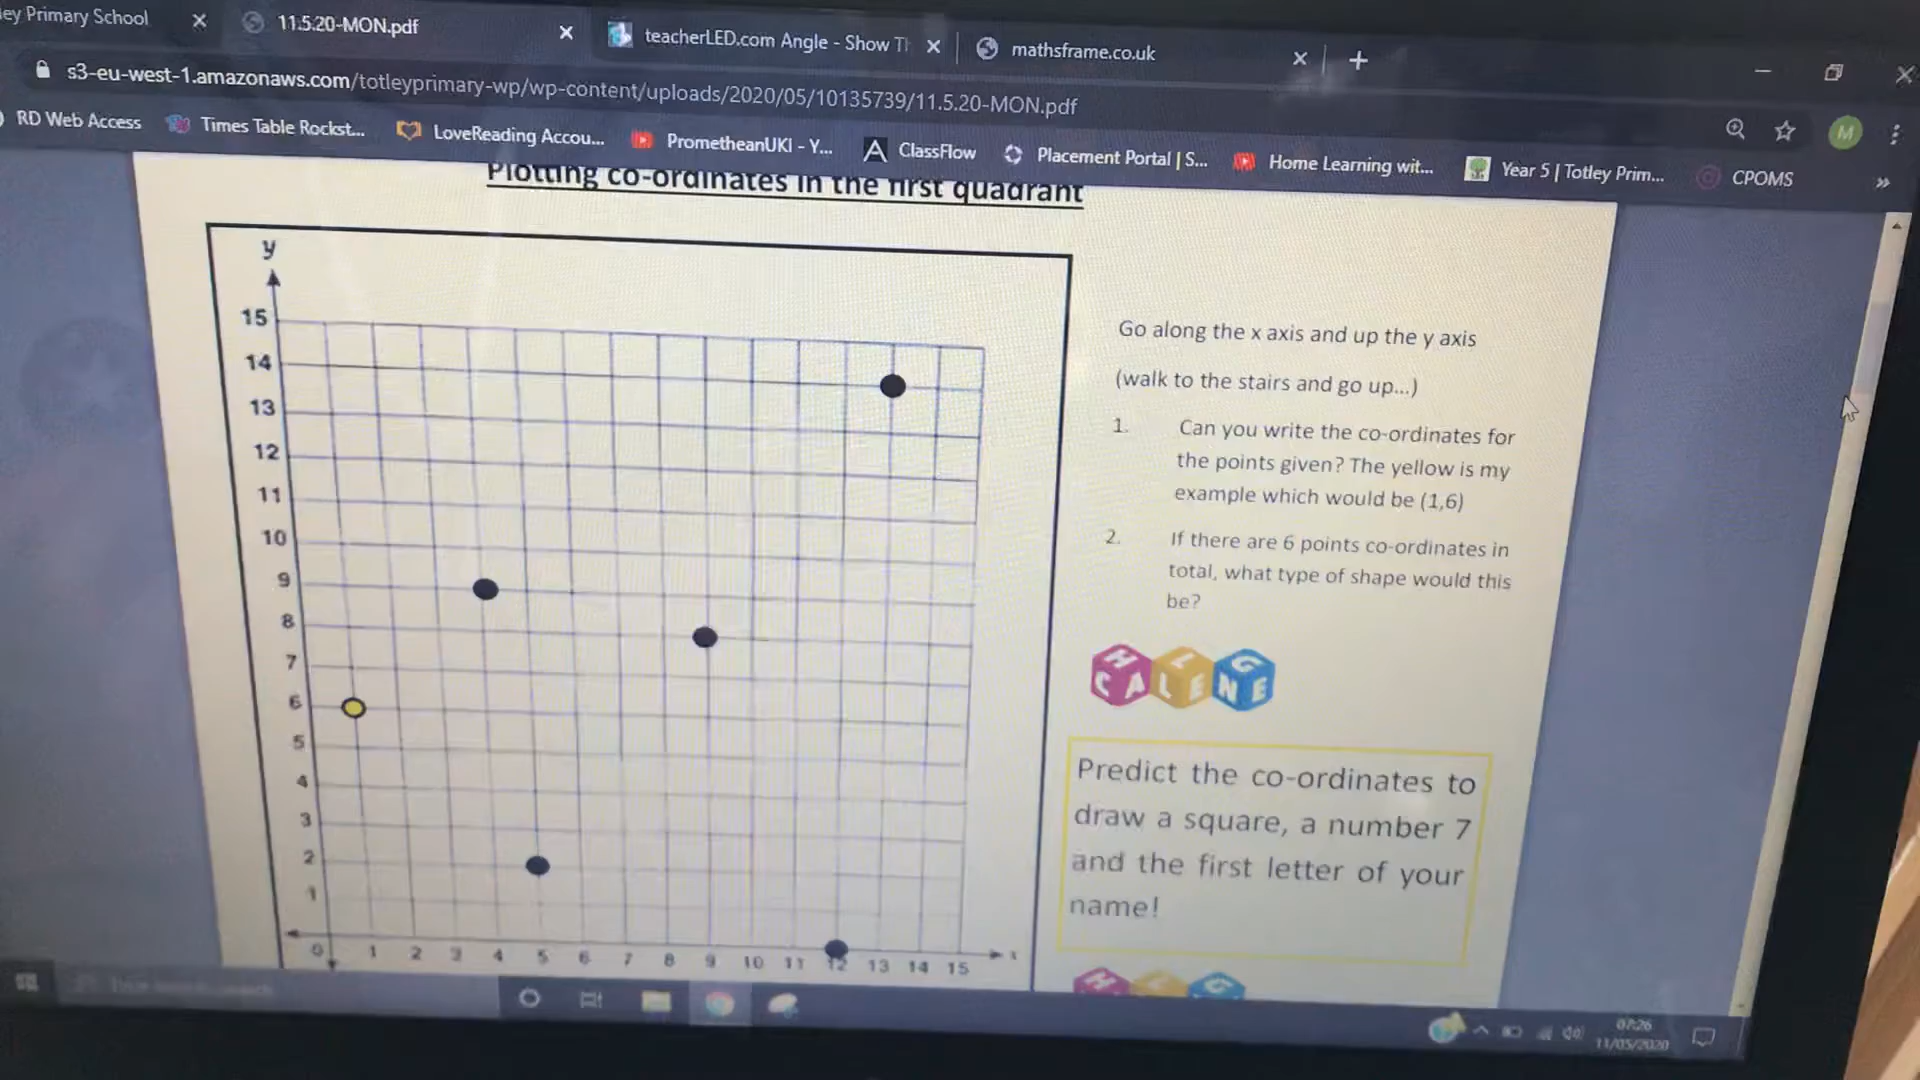 ey Primary School
11.5.20-MON.pdf
teacherLED.com Angle - Show Th
mathsframe.co.uk
s3-eu-west-1.amazonaws.com/totleyprimary-wp/wp-content/uploads/2020/05/10135739/11.5.20-MON.pdf
RD Web Access
Times Table Rockst...
LoveReading Accou...
PrometheanUKI - Y...
ClassFlow
Placement Portal | S...
Home Learning wit...
Year 5 | Totley Prim...
CPOMS
»
M
Plotting co-ordinates in the first quadrant
y
15
14
13
12
11
10
9
8
7
6
5
4
3
2
1
0 1 2 3 4 5 6 7 8 9 10 11 12 13 14 15 x
Go along the x axis and up the y axis
(walk to the stairs and go up...)
1. Can you write the co-ordinates for
the points given? The yellow is my
example which would be (1,6)
2. If there are 6 points co-ordinates in
total, what type of shape would this
be?
H L G
CALENE
Predict the co-ordinates to
draw a square, a number 7
and the first letter of your
name!
H L G
07:26
11/05/2020